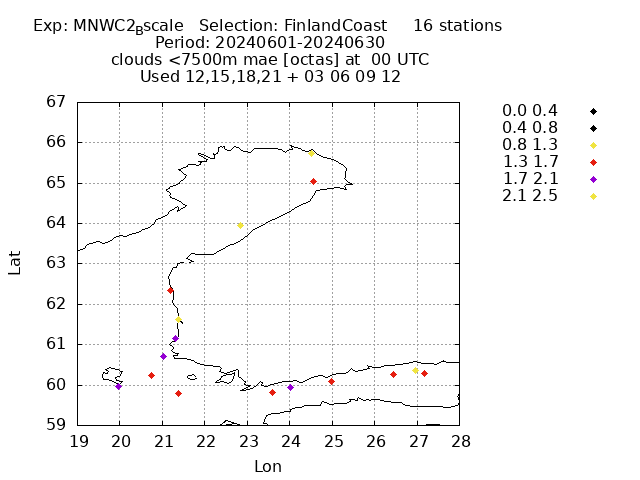 Exp: MNWC2Bscale   Selection: FinlandCoast     16 stations
Period: 20240601-20240630
clouds <7500m mae [octas] at  00 UTC
Used 12,15,18,21 + 03 06 09 12
67
66
65
64
63
62
61
60
59
Lat
19 20 21 22 23 24 25 26 27 28
Lon
0.0 0.4
0.4 0.8
0.8 1.3
1.3 1.7
1.7 2.1
2.1 2.5